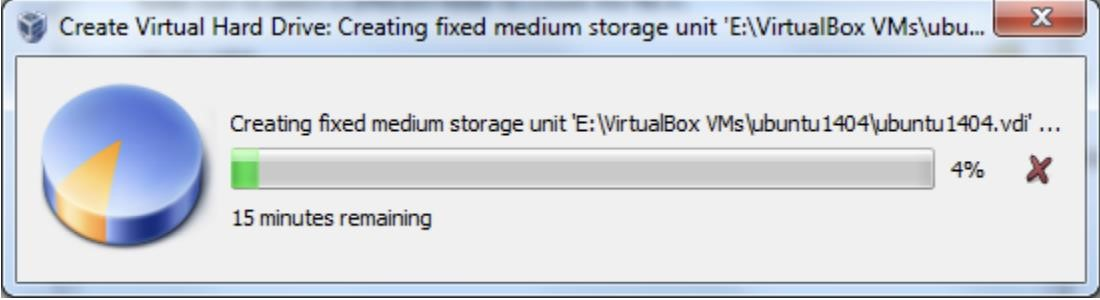 Create Virtual Hard Drive: Creating fixed medium storage unit 'E:\VirtualBox VMs\ubu...
Creating fixed medium storage unit 'E:\VirtualBox VMs\ubuntu1404\ubuntu1404.vdi' ...
4%
15 minutes remaining